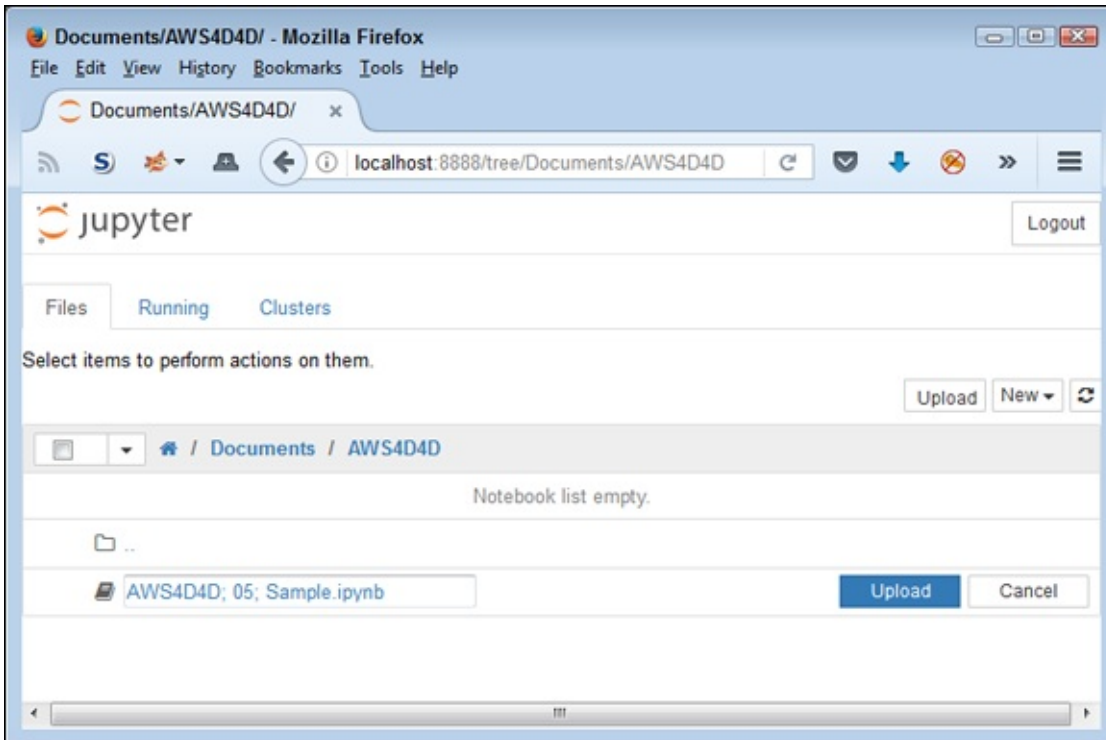 Documents/AWS4D4D/ - Mozilla Firefox
File Edit View History Bookmarks Tools Help
Documents/AWS4D4D/ ×
S localhost:8888/tree/Documents/AWS4D4D »
jupyter Logout
Files Running Clusters
Select items to perform actions on them.
Upload New
/ Documents / AWS4D4D
Notebook list empty.
..
AWS4D4D; 05; Sample.ipynb Upload Cancel